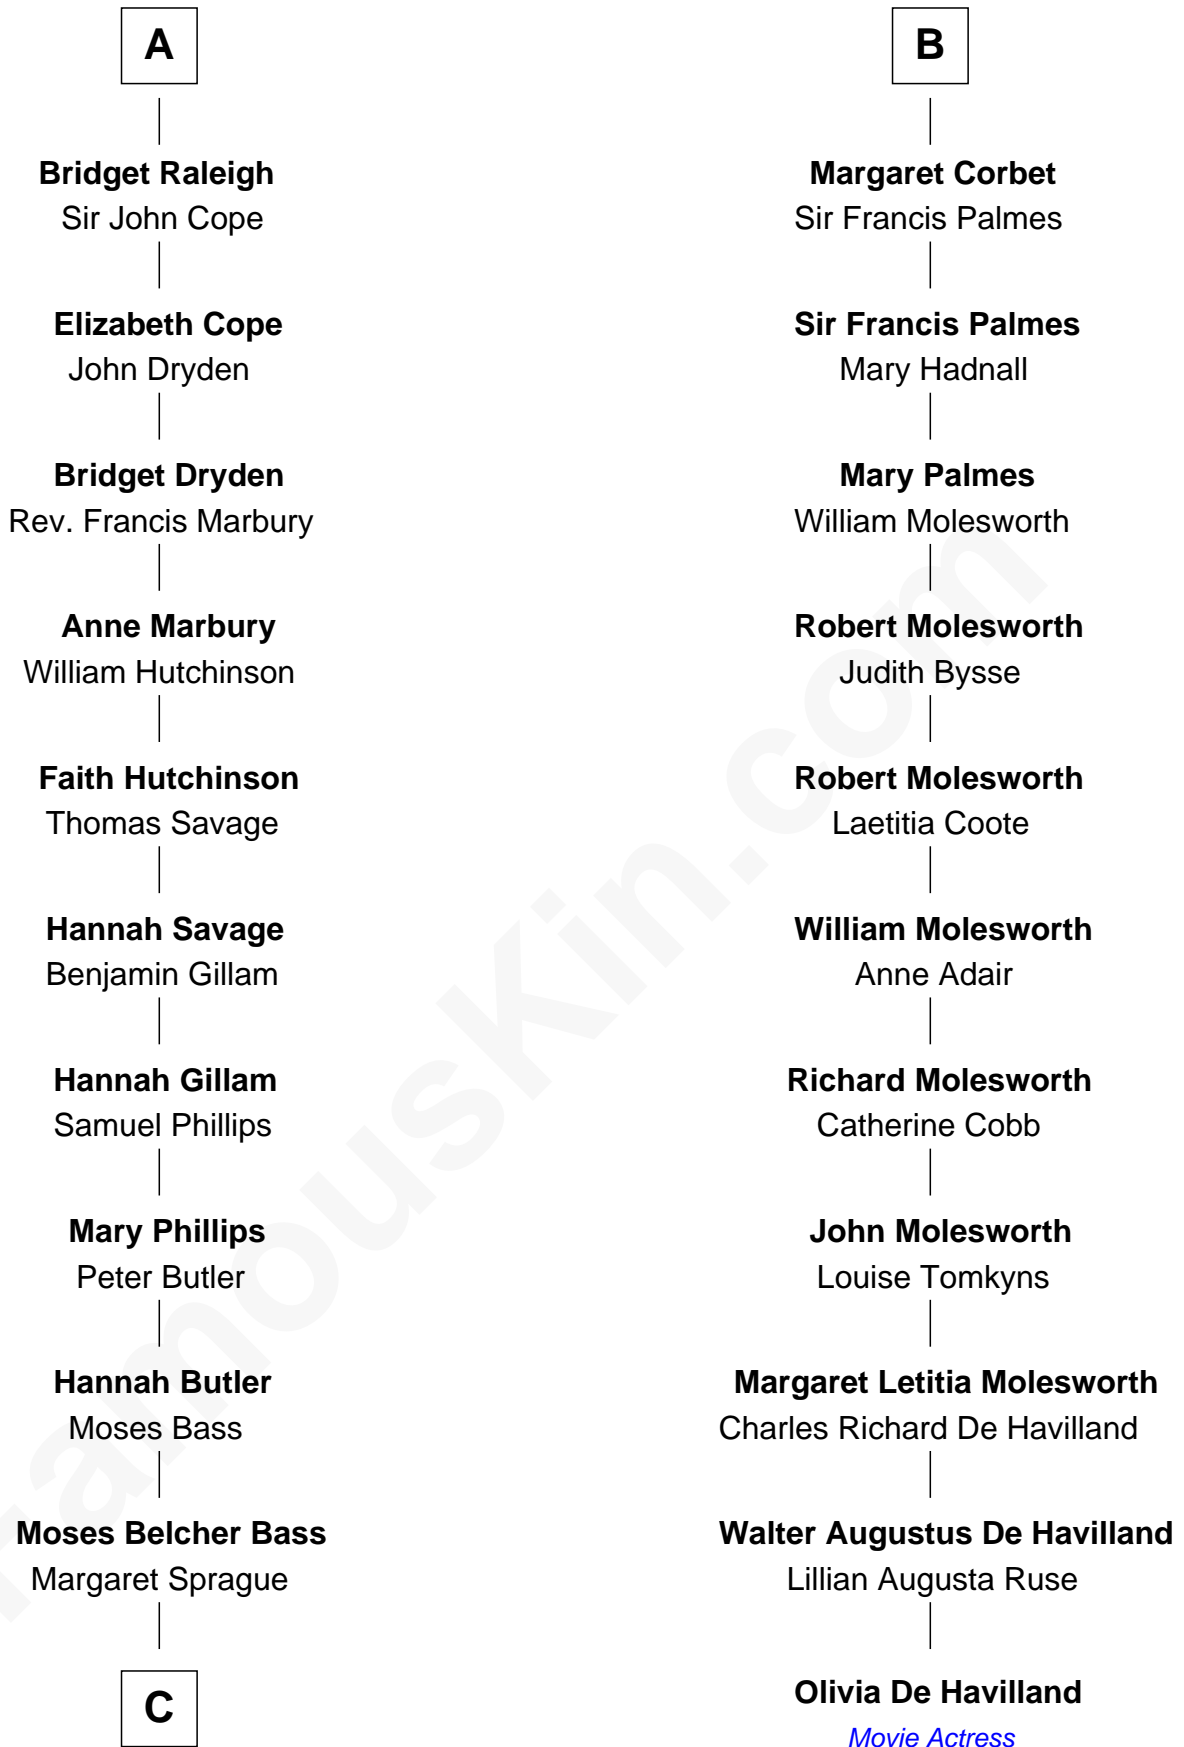 A
Bridget Raleigh
Sir John Cope
Elizabeth Cope
John Dryden
Bridget Dryden
Rev. Francis Marbury
Anne Marbury
William Hutchinson
Faith Hutchinson
Thomas Savage
Hannah Savage
Benjamin Gillam
Hannah Gillam
Samuel Phillips
Mary Phillips
Peter Butler
Hannah Butler
Moses Bass
Moses Belcher Bass
Margaret Sprague
C
B
Margaret Corbet
Sir Francis Palmes
Sir Francis Palmes
Mary Hadnall
Mary Palmes
William Molesworth
Robert Molesworth
Judith Bysse
Robert Molesworth
Laetitia Coote
William Molesworth
Anne Adair
Richard Molesworth
Catherine Cobb
John Molesworth
Louise Tomkyns
Margaret Letitia Molesworth
Charles Richard De Havilland
Walter Augustus De Havilland
Lillian Augusta Ruse
Olivia De Havilland
Movie Actress
FamousKin.com